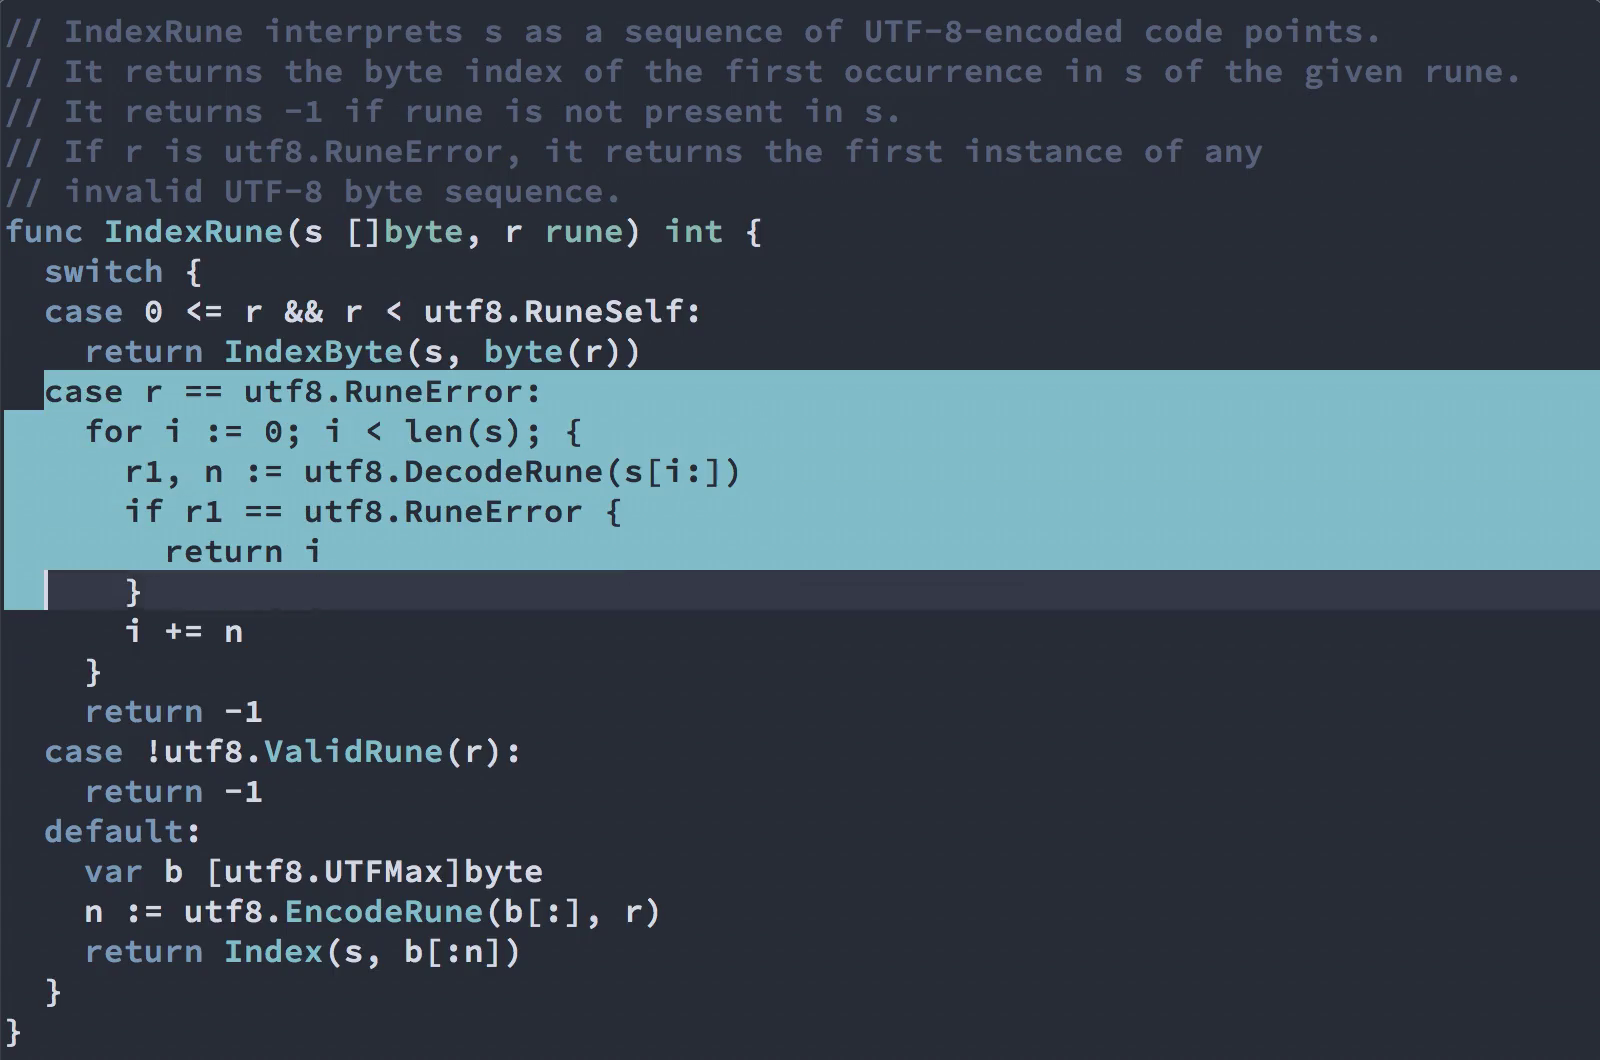 // IndexRune interprets s as a sequence of UTF-8-encoded code points.
// It returns the byte index of the first occurrence in s of the given rune.
// It returns -1 if rune is not present in s.
// If r is utf8.RuneError, it returns the first instance of any
// invalid UTF-8 byte sequence.
func IndexRune(s []byte, r rune) int {
  switch {
  case 0 <= r && r < utf8.RuneSelf:
    return IndexByte(s, byte(r))
  case r == utf8.RuneError:
    for i := 0; i < len(s); {
      r1, n := utf8.DecodeRune(s[i:])
      if r1 == utf8.RuneError {
        return i
      }
      i += n
    }
    return -1
  case !utf8.ValidRune(r):
    return -1
  default:
    var b [utf8.UTFMax]byte
    n := utf8.EncodeRune(b[:], r)
    return Index(s, b[:n])
  }
}